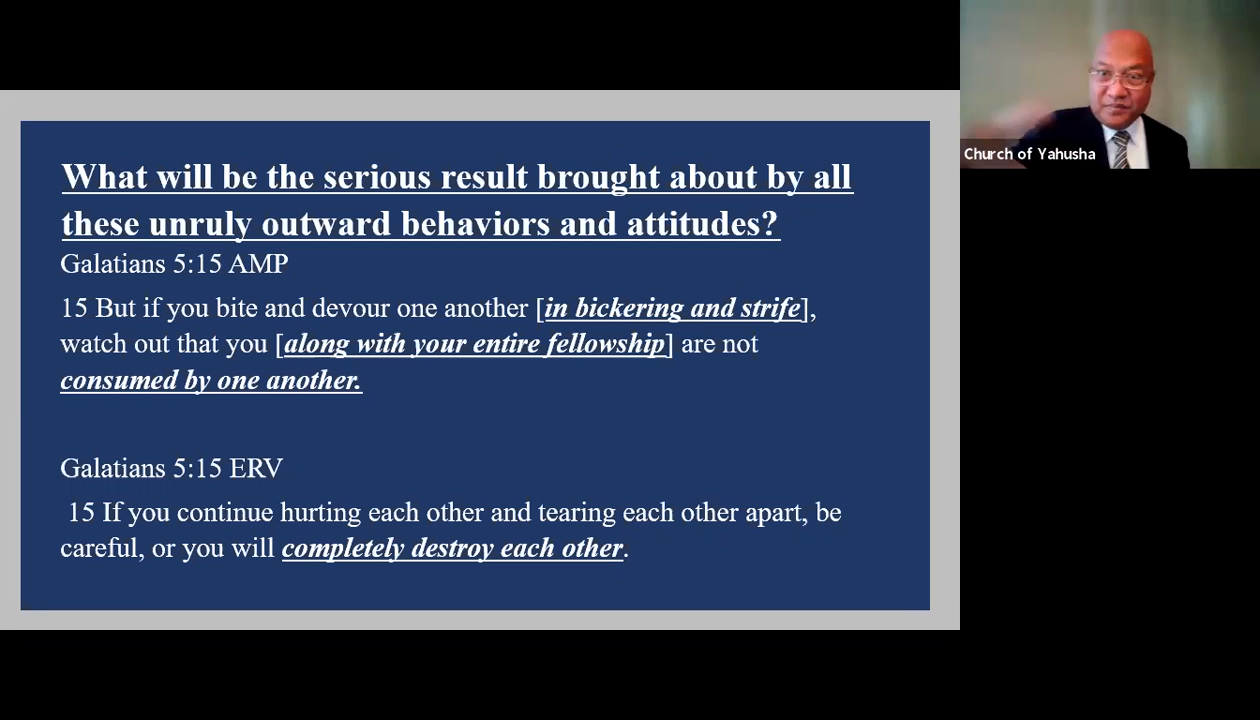 What will be the serious result brought about by all
these unruly outward behaviors and attitudes?
Galatians 5:15 AMP
15 But if you bite and devour one another [in bickering and strife],
watch out that you [along with your entire fellowship] are not
consumed by one another.
Galatians 5:15 ERV
15 If you continue hurting each other and tearing each other apart, be
careful, or you will completely destroy each other.
Church of Yahusha